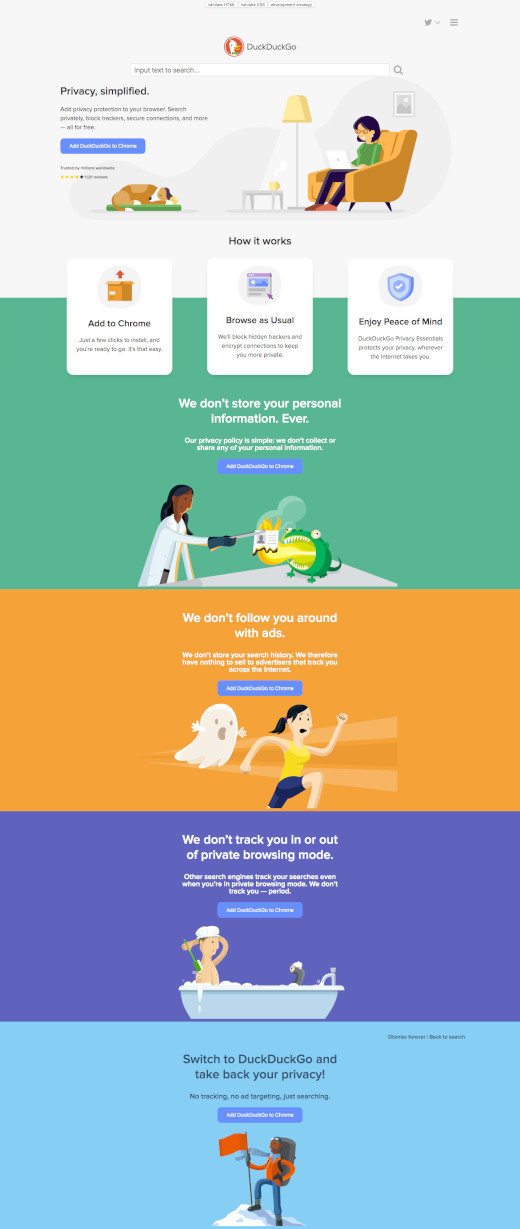 validate HTML validate CSS development strategy
DuckDuckGo
Input text to search...
Privacy, simplified.
Add privacy protection to your browser. Search
privately, block trackers, secure connections, and more
— all for free.
Add DuckDuckGo to Chrome
Trusted by millions worldwide
How it works
Add to Chrome
Just a few clicks to install, and
you're ready to go. It's that easy.
Browse as Usual
We'll block hidden trackers and
encrypt connections to keep
you more private.
Enjoy Peace of Mind
DuckDuckGo Privacy Essentials
protects your privacy, wherever
the internet takes you.
We don't store your personal
information. Ever.
Our privacy policy is simple: we don't collect or
share any of your personal information.
Add DuckDuckGo to Chrome
We don't follow you around
with ads.
We don't store your search history. We therefore
have nothing to sell to advertisers that track you
across the Internet.
Add DuckDuckGo to Chrome
We don't track you in or out
of private browsing mode.
Other search engines track your searches even
when you're in private browsing mode. We don't
track you — period.
Add DuckDuckGo to Chrome
Dismiss forever | Back to search
Switch to DuckDuckGo and
take back your privacy!
No tracking, no ad targeting, just searching.
Add DuckDuckGo to Chrome